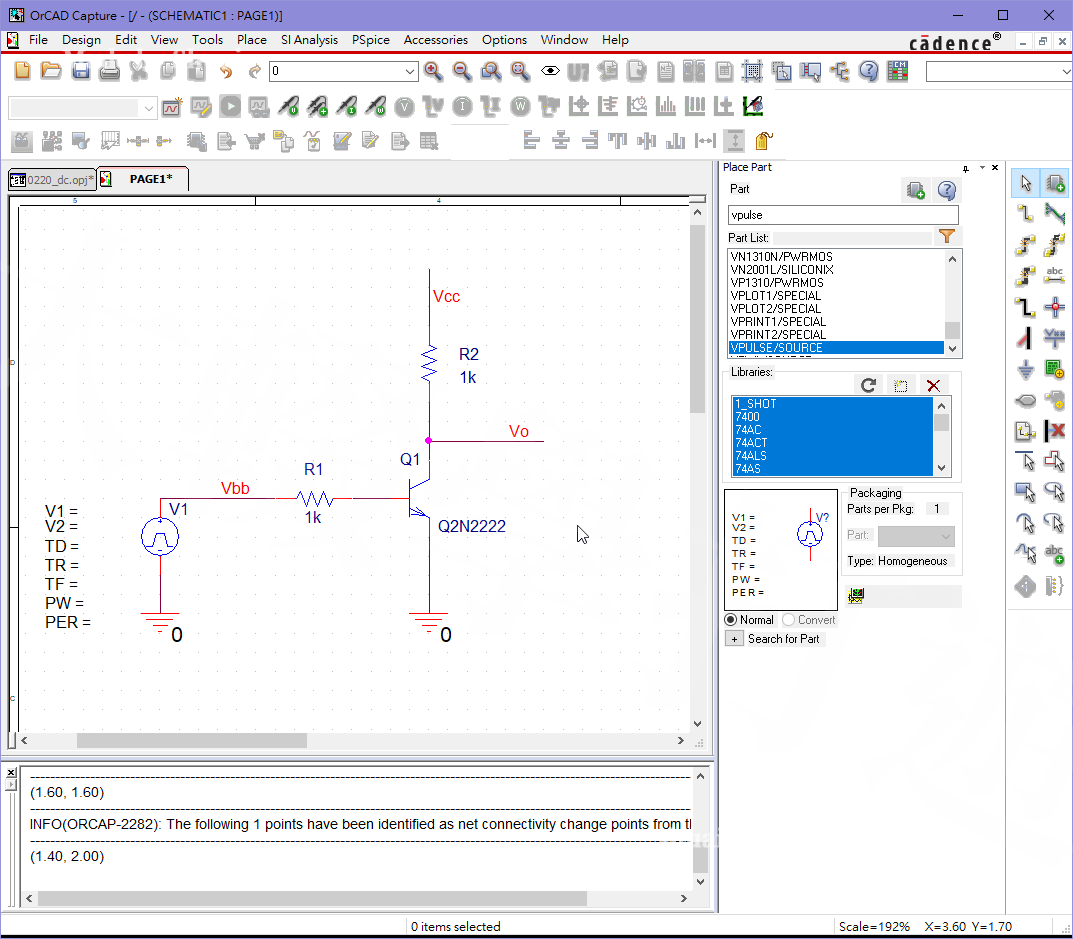 OrCAD Capture - [/ - (SCHEMATIC1 : PAGE1)]
File Design Edit View Tools Place SI Analysis PSpice Accessories Options Window Help
cādence®
0
0220_dc.opj*
PAGE1*
5
4
D
C
Vcc
R2
1k
Vo
Q1
R1
Vbb
1k
V1
V1 =
V2 =
TD =
TR =
TF =
PW =
PER =
Q2N2222
0
0
Place Part
Part
vpulse
Part List:
VN1310N/PWRMOS
VN2001L/SILICONIX
VP1310/PWRMOS
VPLOT1/SPECIAL
VPLOT2/SPECIAL
VPRINT1/SPECIAL
VPRINT2/SPECIAL
VPULSE/SOURCE
Libraries:
1_SHOT
7400
74AC
74ACT
74ALS
74AS
V?
V1 =
V2 =
TD =
TR =
TF =
PW =
PER =
Packaging
Parts per Pkg: 1
Part:
Type: Homogeneous
Normal Convert
+ Search for Part
(1.60, 1.60)
INFO(ORCAP-2282): The following 1 points have been identified as net connectivity change points from tl
(1.40, 2.00)
0 items selected
Scale=192% X=3.60 Y=1.70